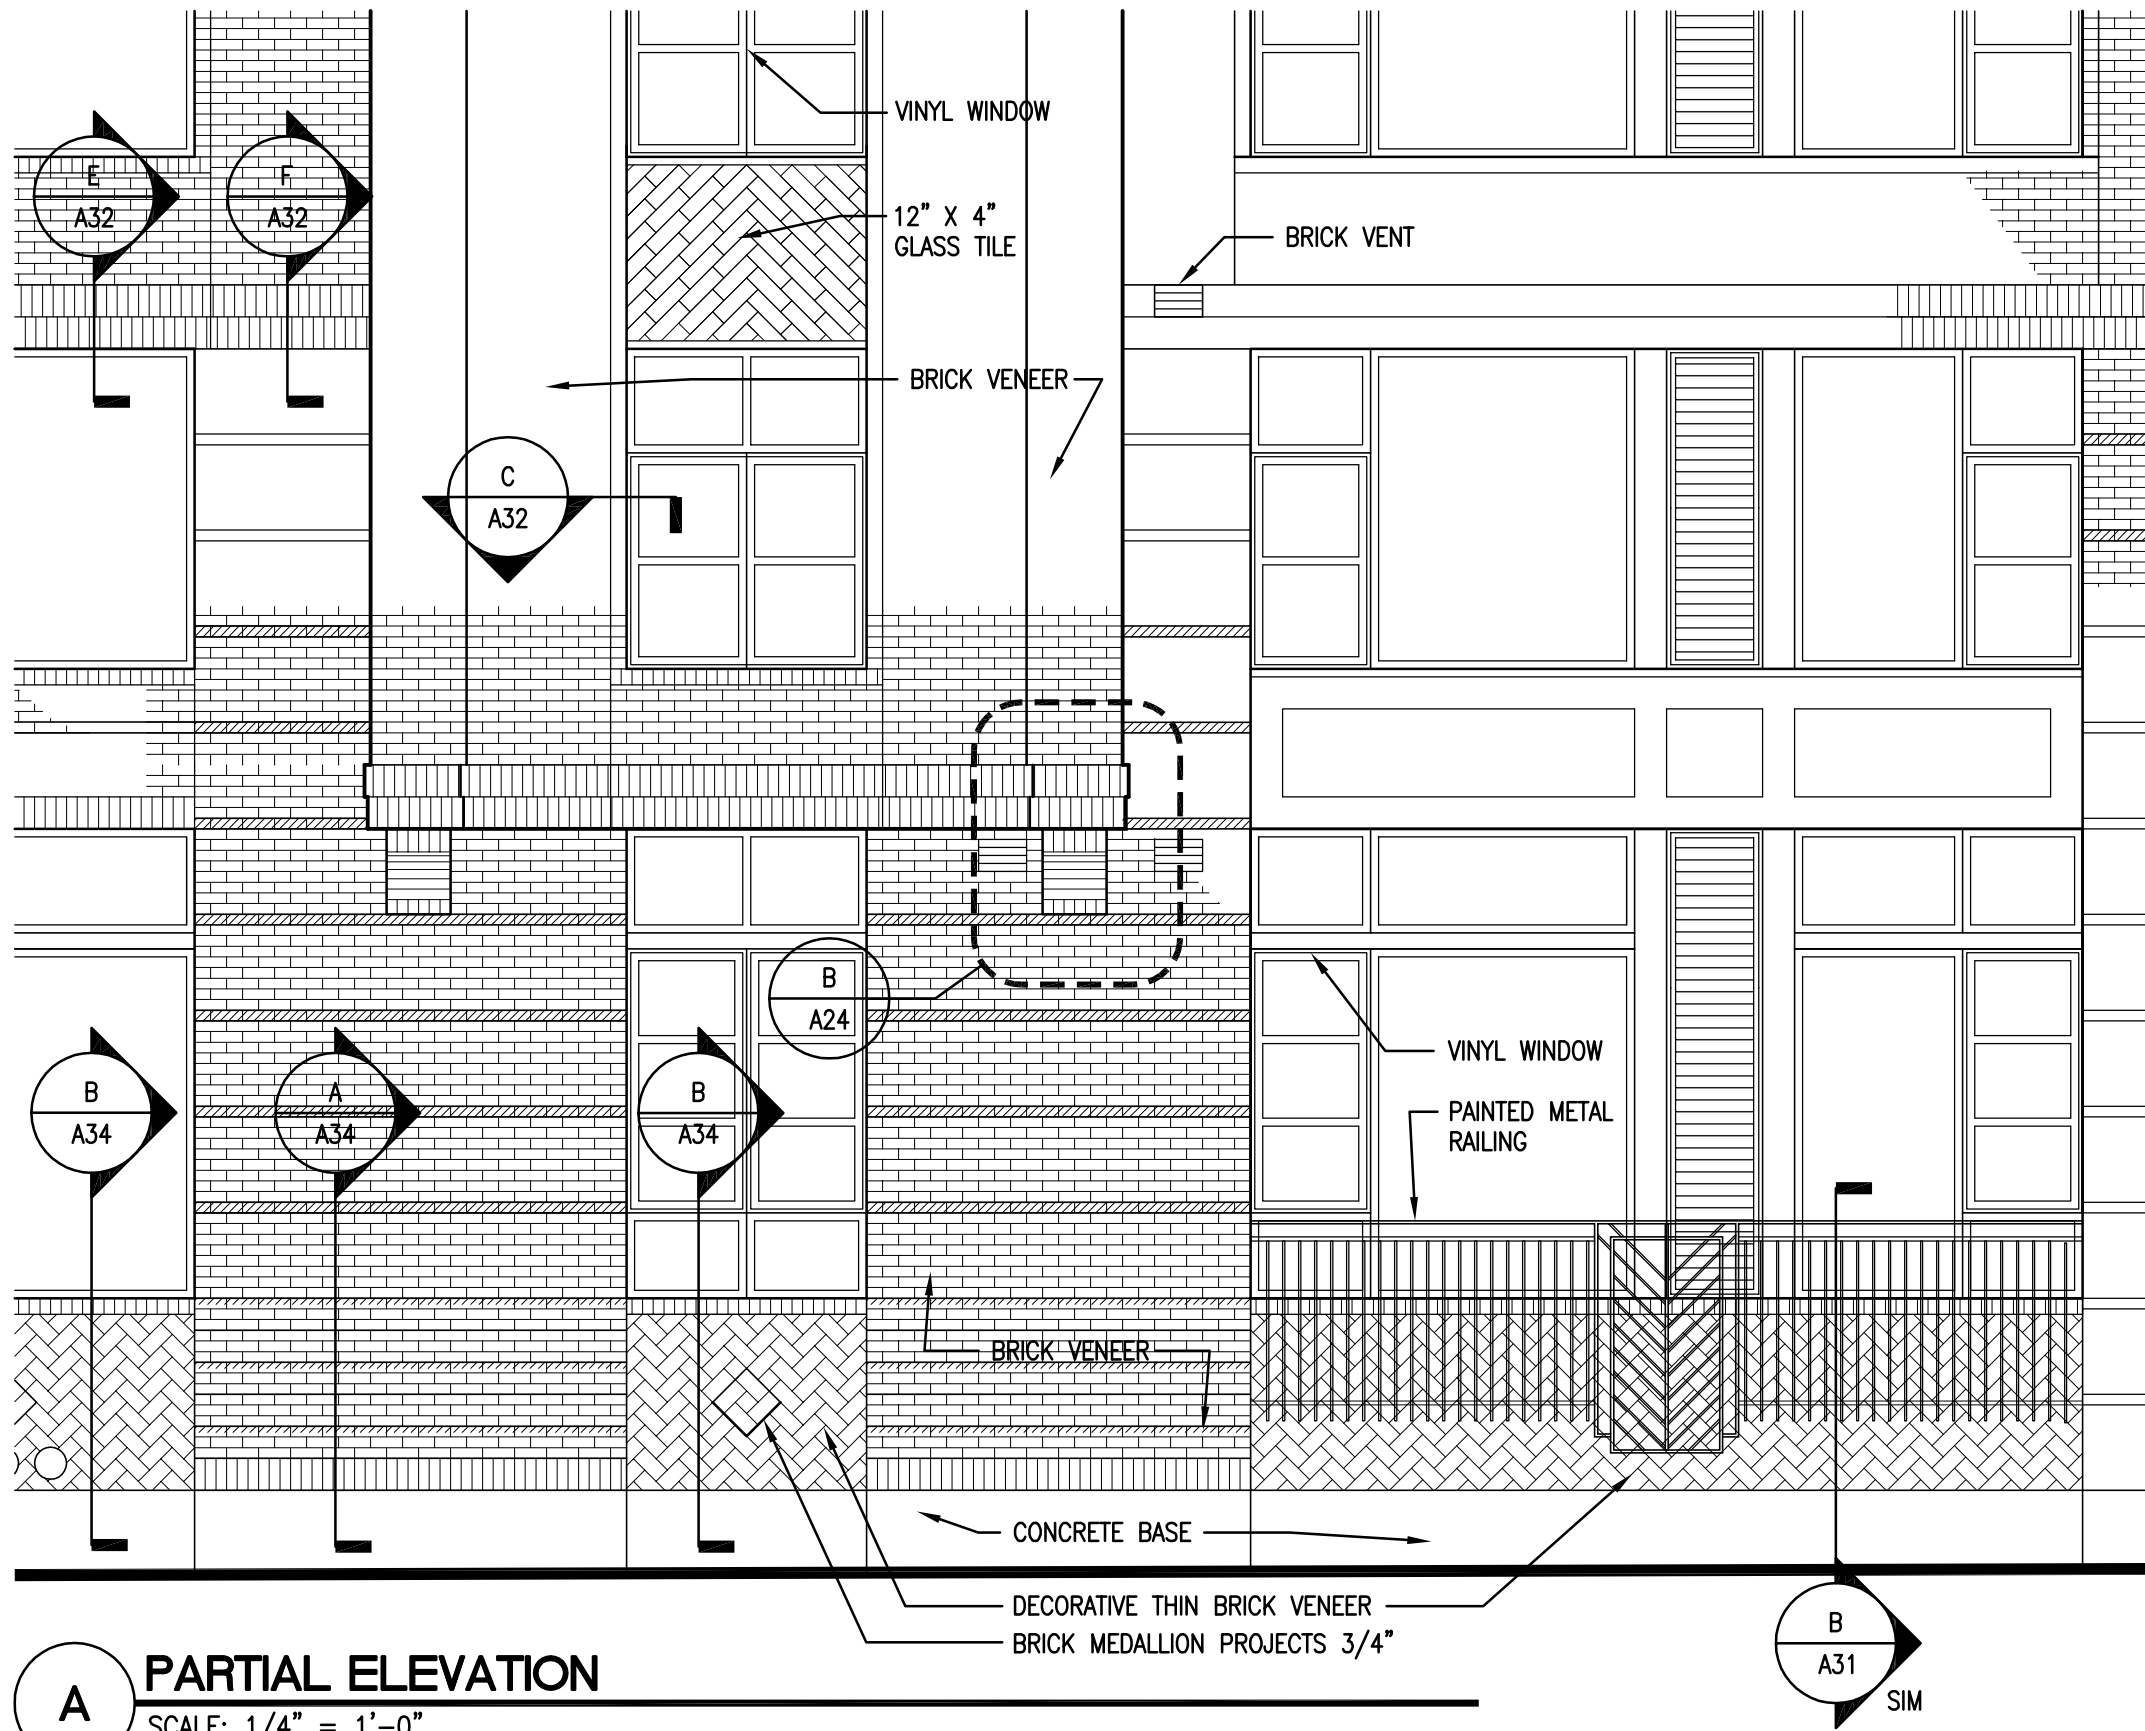 VINYL WINDOW
E
A32
F
A32
12” X 4”
GLASS TILE
BRICK VENT
BRICK VENEER
C
A32
B
A24
VINYL WINDOW
B
A34
A
A34
B
A34
PAINTED METAL
RAILING
BRICK VENEER
CONCRETE BASE
DECORATIVE THIN BRICK VENEER
BRICK MEDALLION PROJECTS 3/4”
B
A31
SIM
A
PARTIAL ELEVATION
SCALE: 1/4” = 1’-0”